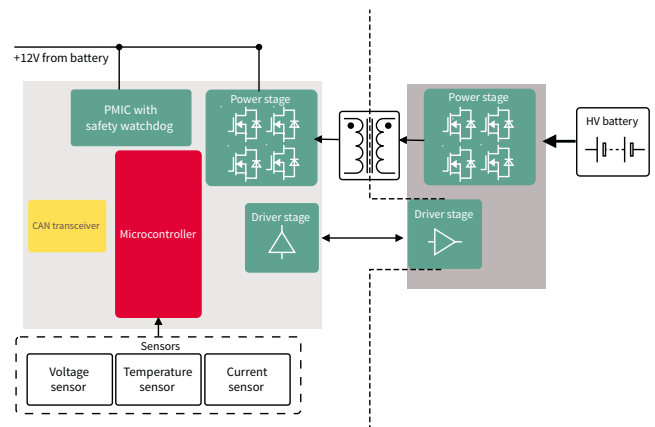 +12V from battery
PMIC with
safety watchdog
Power stage
Power stage
HV battery
CAN transceiver
Microcontroller
Driver stage
Driver stage
Sensors
Voltage
sensor
Temperature
sensor
Current
sensor